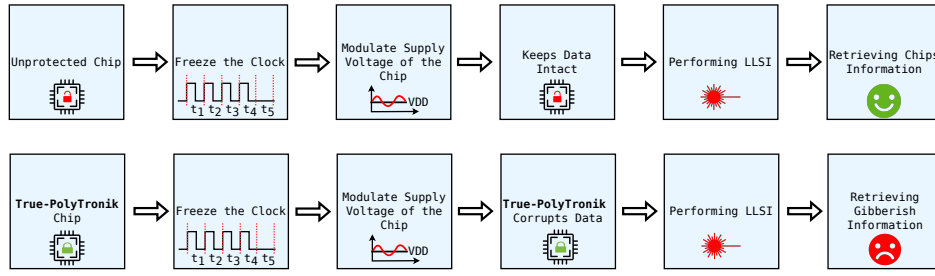 Unprotected Chip
Freeze the Clock
t1 t2 t3 t4 t5
Modulate Supply
Voltage of the
Chip
VDD
Keeps Data
Intact
Performing LLSI
Retrieving Chips
Information
True-PolyTronik
Chip
Freeze the Clock
t1 t2 t3 t4 t5
Modulate Supply
Voltage of the
Chip
VDD
True-PolyTronik
Corrupts Data
Performing LLSI
Retrieving
Gibberish
Information